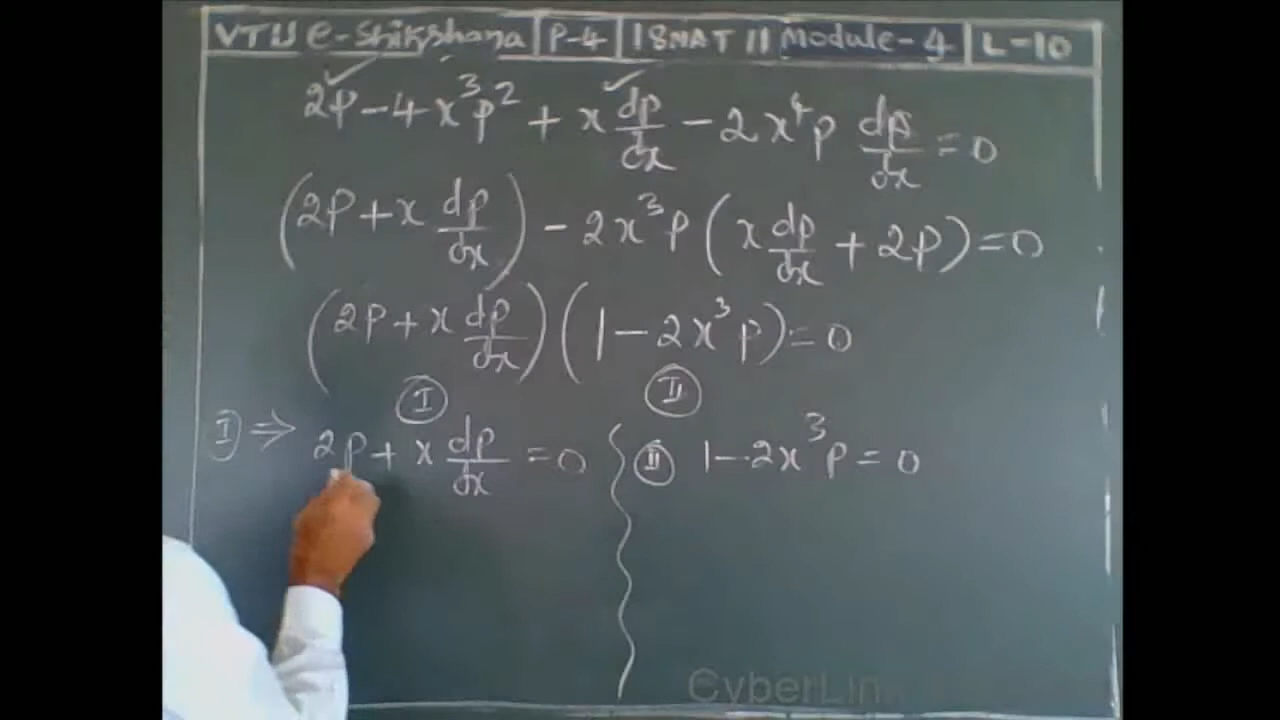 VTU e-Shikshana P-4 18MAT11 Module-4 L-10
2p - 4x³p² + x dp/dx - 2x⁴p dp/dx = 0
(2p + x dp/dx) - 2x³p (x dp/dx + 2p) = 0
(2p + x dp/dx) (1 - 2x³p) = 0
I II
I) ⇒ 2p + x dp/dx = 0 II 1 - 2x³p = 0
CyberLin